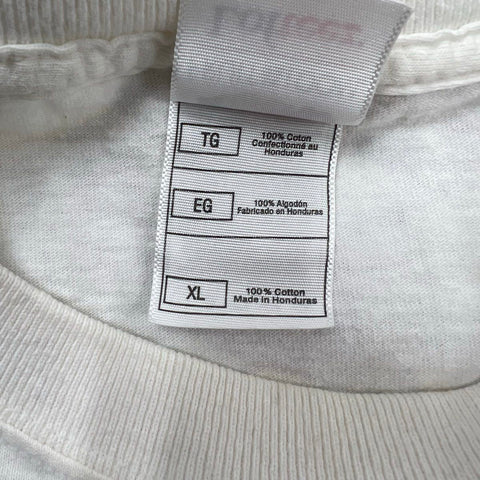 TG
100% Coton
Confectionné au
Honduras
EG
100% Algodón
Fabricado en Honduras
XL
100% Cotton
Made in Honduras